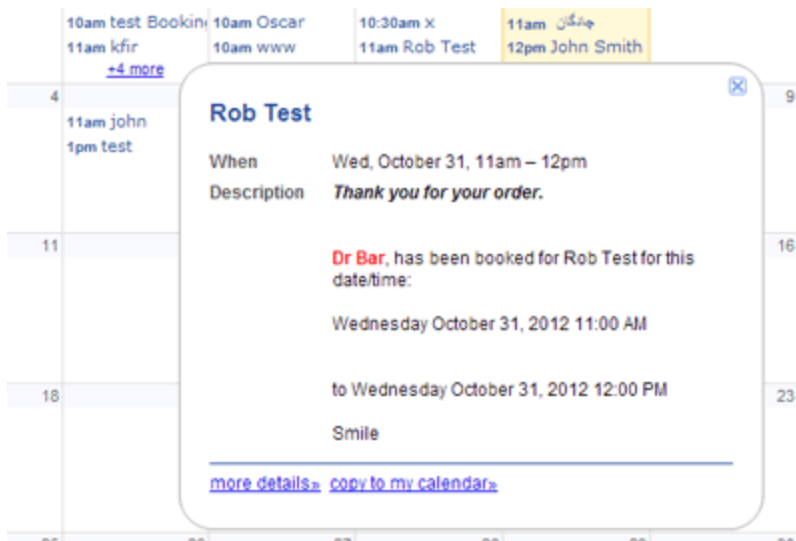 10am test Bookin 10am Oscar 10:30am x 11am چانگان
11am kfir 10am www 11am Rob Test 12pm John Smith
+4 more
4 9
Rob Test
11am john
1pm test
When Wed, October 31, 11am – 12pm
Description Thank you for your order.
11 16
Dr Bar, has been booked for Rob Test for this
date/time:
Wednesday October 31, 2012 11:00 AM
18 23
to Wednesday October 31, 2012 12:00 PM
Smile
more details» copy to my calendar»